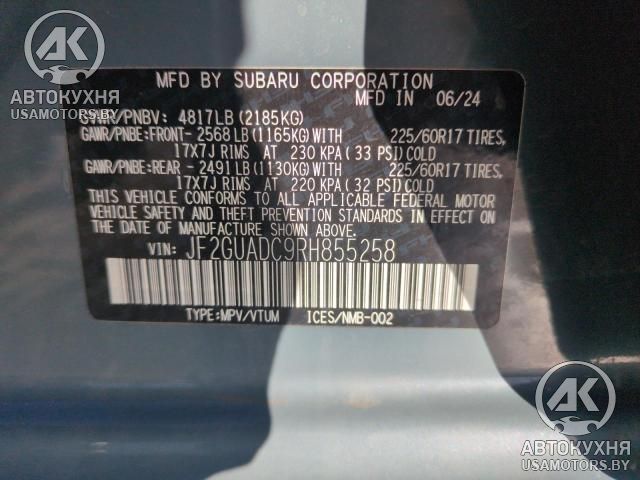 AK
АВТОКУХНЯ
USAMOTORS.BY
MFD BY SUBARU CORPORATION
MFD IN 06/24
GVWR/PNBV: 4817LB (2185KG)
GAWR/PNBE:FRONT- 2568 LB (1165KG) WITH 225/60R17 TIRES,
17X7J RIMS AT 230 KPA ( 33 PSI) COLD
GAWR/PNBE:REAR - 2491 LB (1130KG) WITH 225/60R17 TIRES,
17X7J RIMS AT 220 KPA ( 32 PSI) COLD
THIS VEHICLE CONFORMS TO ALL APPLICABLE FEDERAL MOTOR
VEHICLE SAFETY AND THEFT PREVENTION STANDARDS IN EFFECT ON
THE DATE OF MANUFACTURE SHOWN ABOVE.
VIN: JF2GUADC9RH855258
TYPE:MPV/VTUM ICES/NMB-002
AK
АВТОКУХНЯ
USAMOTORS.BY